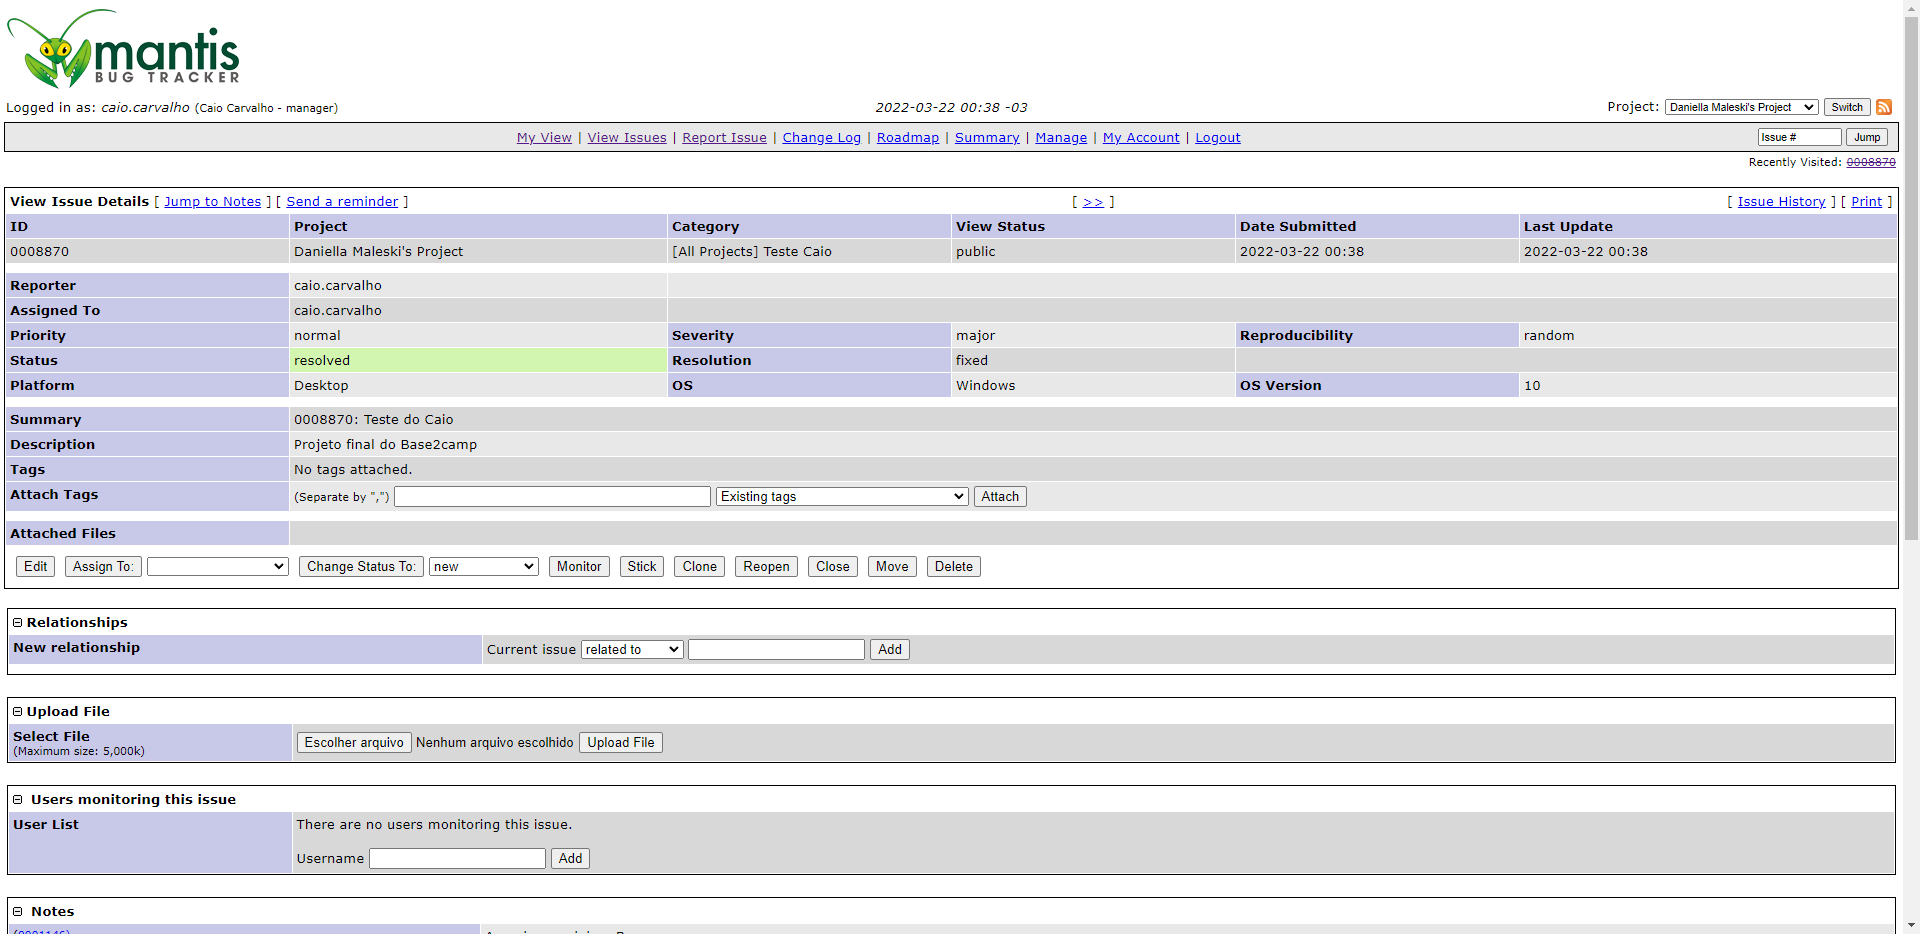 mantis
BUG TRACKER
Logged in as: caio.carvalho (Caio Carvalho - manager) 2022-03-22 00:38 -03 Project: Daniella Maleski's Project Switch
My View | View Issues | Report Issue | Change Log | Roadmap | Summary | Manage | My Account | Logout Issue # Jump
Recently Visited: 0008870
View Issue Details [ Jump to Notes ] [ Send a reminder ] [ >> ] [ Issue History ] [ Print ]
ID Project Category View Status Date Submitted Last Update
0008870 Daniella Maleski's Project [All Projects] Teste Caio public 2022-03-22 00:38 2022-03-22 00:38
Reporter caio.carvalho
Assigned To caio.carvalho
Priority normal Severity major Reproducibility random
Status resolved Resolution fixed
Platform Desktop OS Windows OS Version 10
Summary 0008870: Teste do Caio
Description Projeto final do Base2camp
Tags No tags attached.
Attach Tags (Separate by ",") Existing tags Attach
Attached Files
Edit Assign To: Change Status To: new Monitor Stick Clone Reopen Close Move Delete
Relationships
New relationship Current issue related to Add
Upload File
Select File
(Maximum size: 5,000k) Escolher arquivo Nenhum arquivo escolhido Upload File
Users monitoring this issue
User List There are no users monitoring this issue.
Username Add
Notes